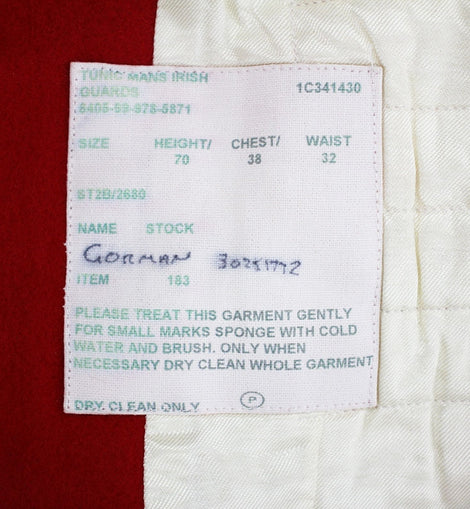 TUNIC MANS IRISH
GUARDS 1C341430
8405-99-978-5871
SIZE HEIGHT/ CHEST/ WAIST
70 38 32
ST2B/2680
NAME STOCK
GORMAN
ITEM 183
PLEASE TREAT THIS GARMENT GENTLY
FOR SMALL MARKS SPONGE WITH COLD
WATER AND BRUSH. ONLY WHEN
NECESSARY DRY CLEAN WHOLE GARMENT
DRY CLEAN ONLY P